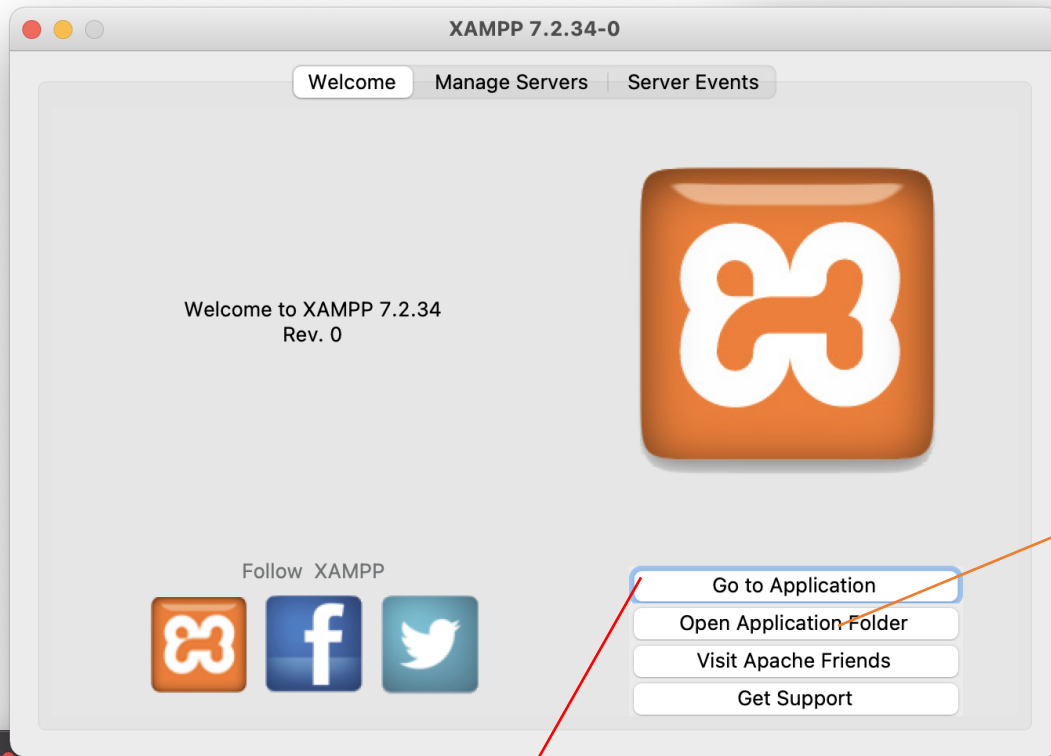 XAMPP 7.2.34-0
Welcome
Manage Servers
Server Events
Welcome to XAMPP 7.2.34
Rev. 0
Follow XAMPP
Go to Application
Open Application Folder
Visit Apache Friends
Get Support